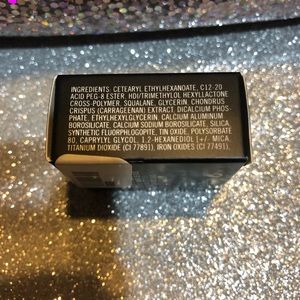 INGREDIENTS: CETEARYL ETHYLHEXANOATE, C12-20
ACID PEG-8 ESTER, HDI/TRIMETHYLOL HEXYLLACTONE
CROSS-POLYMER, SQUALANE, GLYCERIN, CHONDRUS
CRISPUS (CARRAGEENAN) EXTRACT, DICALCIUM PHOS-
PHATE, ETHYLHEXYLGLYCERIN, CALCIUM ALUMINUM
BOROSILICATE, CALCIUM SODIUM BOROSILICATE, SILICA
SYNTHETIC FLUORPHLOGOPITE, TIN OXIDE, POLYSORBATE
80, CAPRYLYL GLYCOL, 1,2-HEXANEDIOL [+/- MICA,
TITANIUM DIOXIDE (CI 77891), IRON OXIDES (CI 77491),